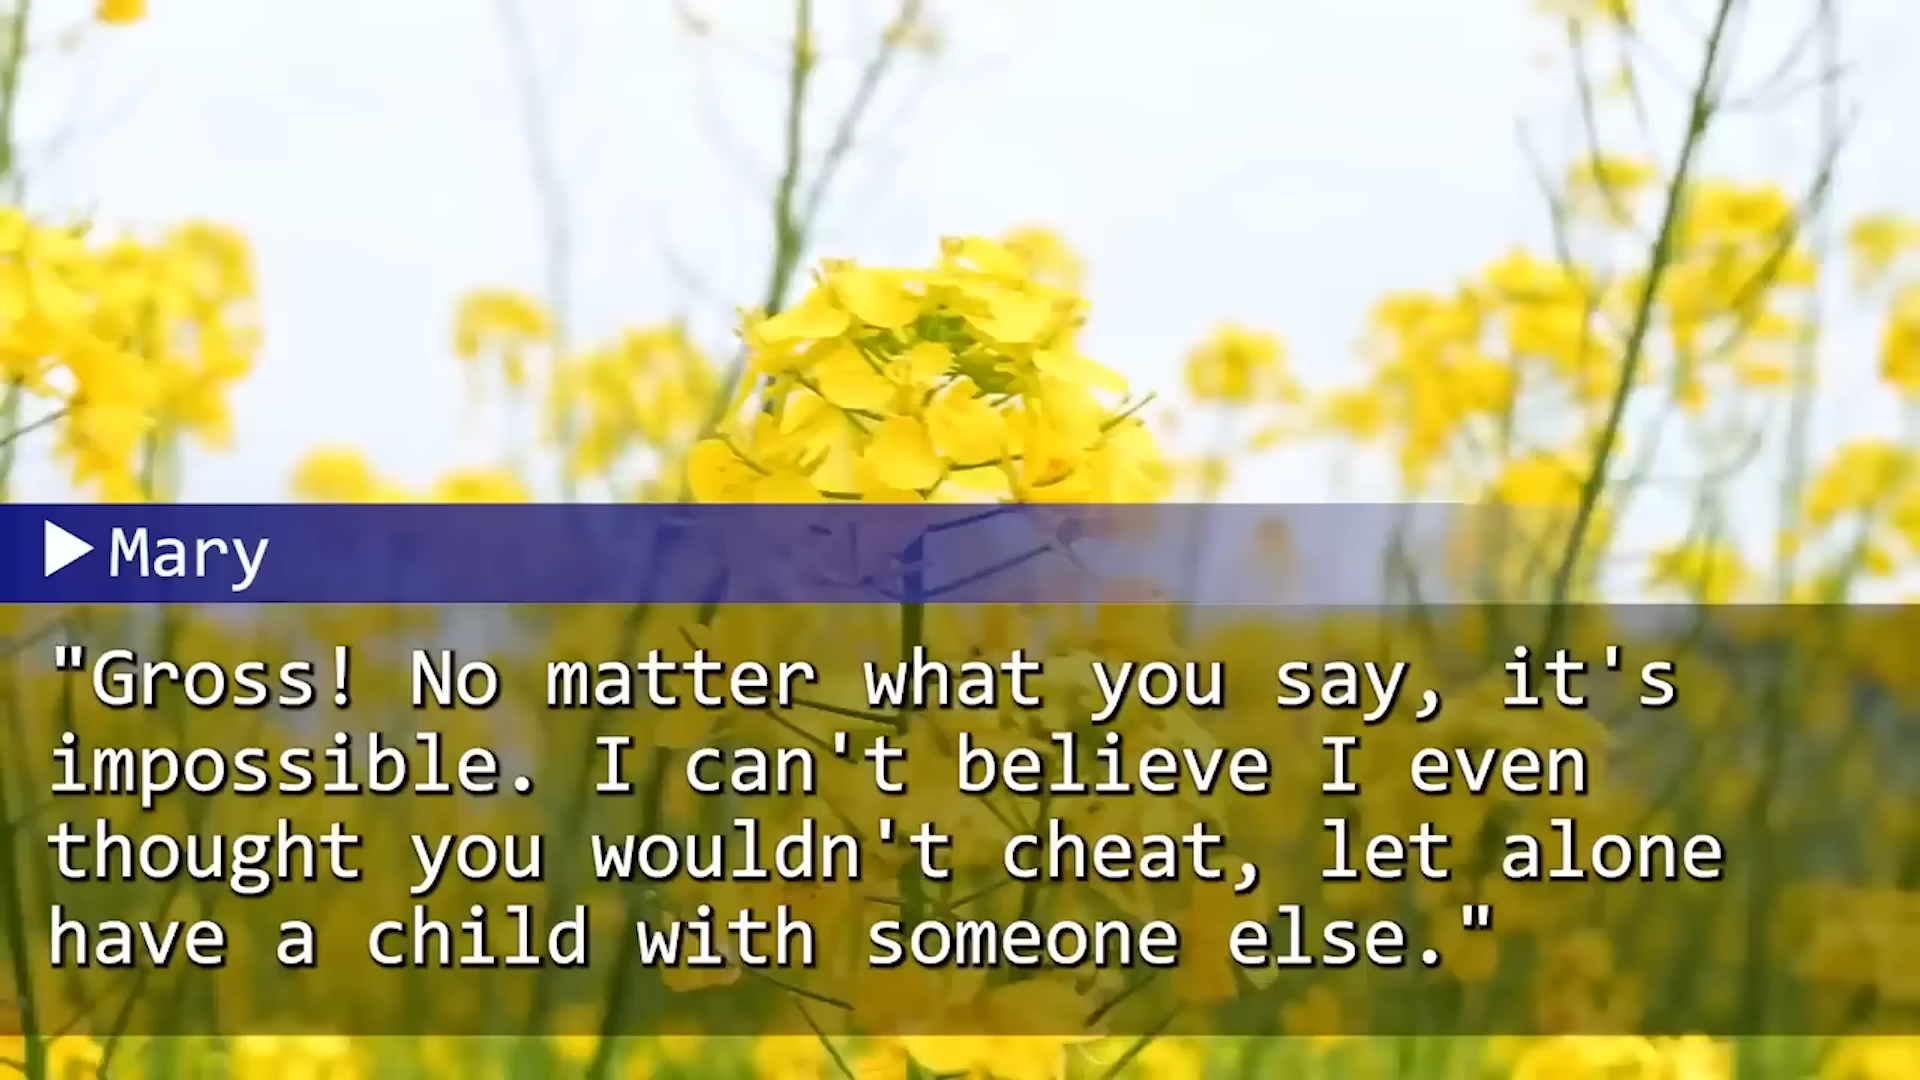 ▶Mary
"Gross! No matter what you say, it's
impossible. I can't believe I even
thought you wouldn't cheat, let alone
have a child with someone else."